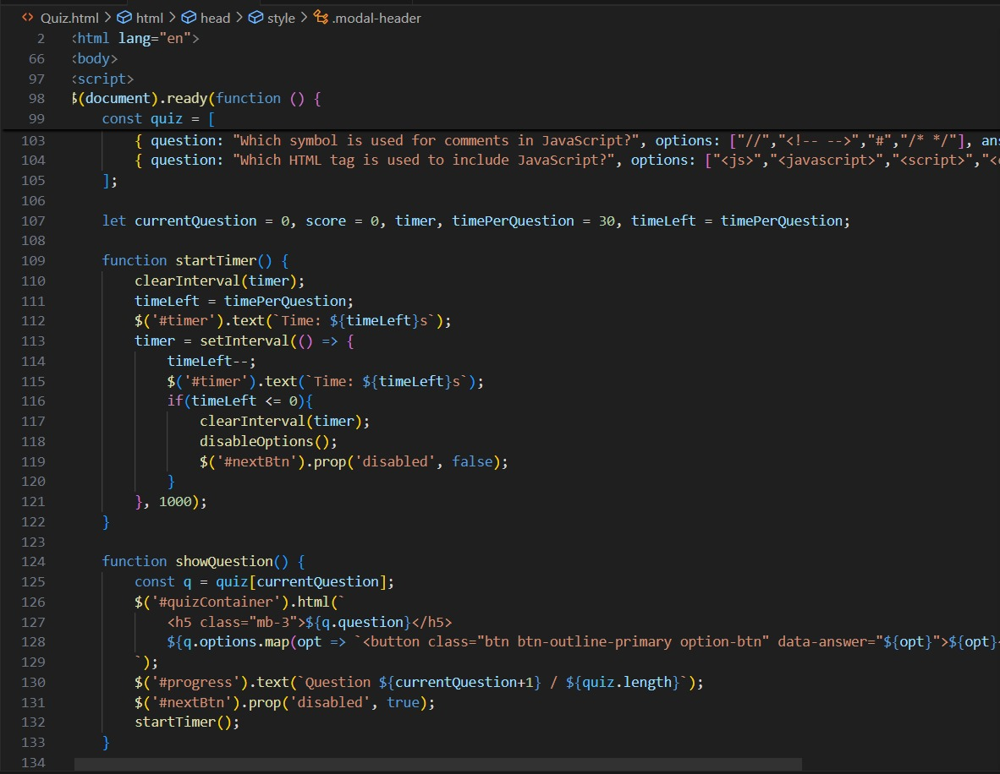 Quiz.html > html > head > style > .modal-header
2 <html lang="en">
66 <body>
97 <script>
98 $(document).ready(function () {
99 const quiz = [
103 { question: "Which symbol is used for comments in JavaScript?", options: ["//","<!-- -->","#","/* */"], ans
104 { question: "Which HTML tag is used to include JavaScript?", options: ["<js>","<javascript>","<script>","<
105 ];
106
107 let currentQuestion = 0, score = 0, timer, timePerQuestion = 30, timeLeft = timePerQuestion;
108
109 function startTimer() {
110 clearInterval(timer);
111 timeLeft = timePerQuestion;
112 $('#timer').text(`Time: ${timeLeft}s`);
113 timer = setInterval(() => {
114 timeLeft--;
115 $('#timer').text(`Time: ${timeLeft}s`);
116 if(timeLeft <= 0){
117 clearInterval(timer);
118 disableOptions();
119 $('#nextBtn').prop('disabled', false);
120 }
121 }, 1000);
122 }
123
124 function showQuestion() {
125 const q = quiz[currentQuestion];
126 $('#quizContainer').html(`
127 <h5 class="mb-3">${q.question}</h5>
128 ${q.options.map(opt => `<button class="btn btn-outline-primary option-btn" data-answer="${opt}">${opt}<
129 `);
130 $('#progress').text(`Question ${currentQuestion+1} / ${quiz.length}`);
131 $('#nextBtn').prop('disabled', true);
132 startTimer();
133 }
134